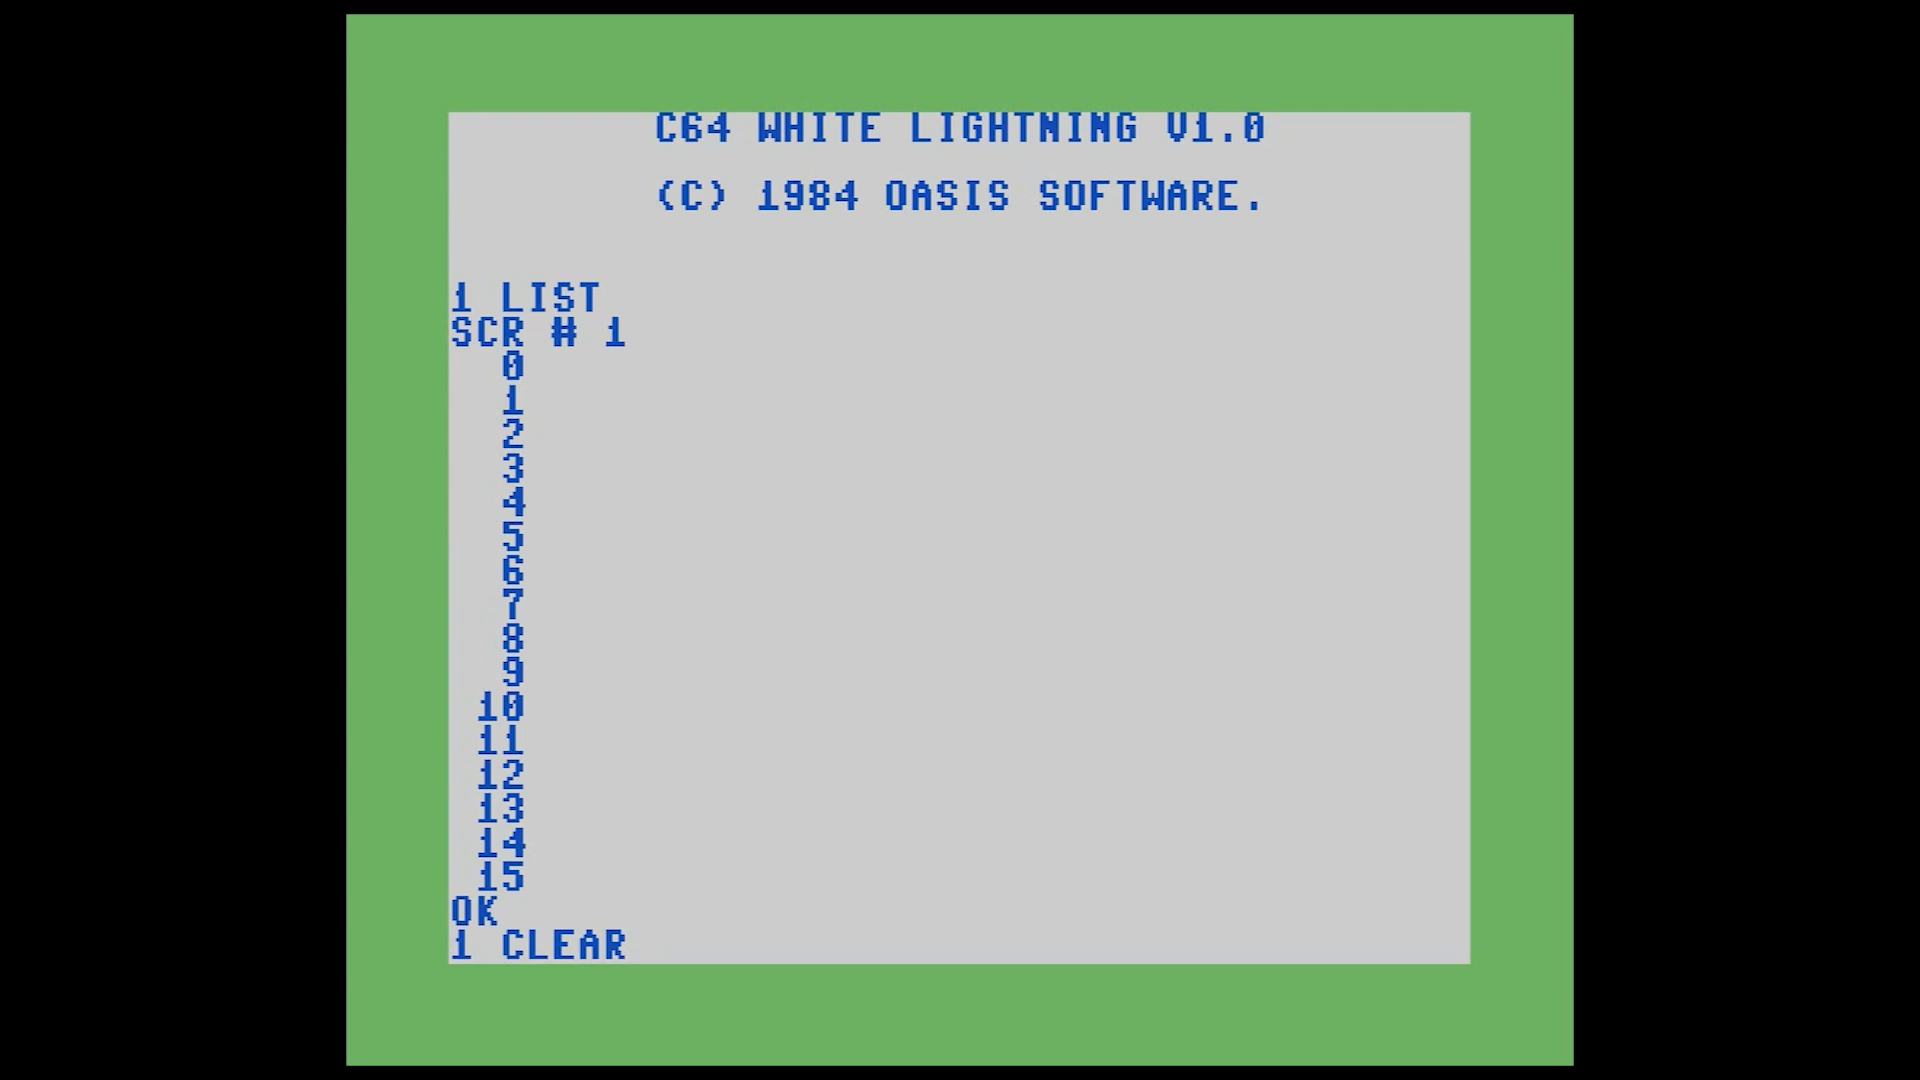 C64 WHITE LIGHTNING V1.0
(C) 1984 OASIS SOFTWARE.
1 LIST
SCR # 1
0
1
2
3
4
5
6
7
8
9
10
11
12
13
14
15
OK
1 CLEAR